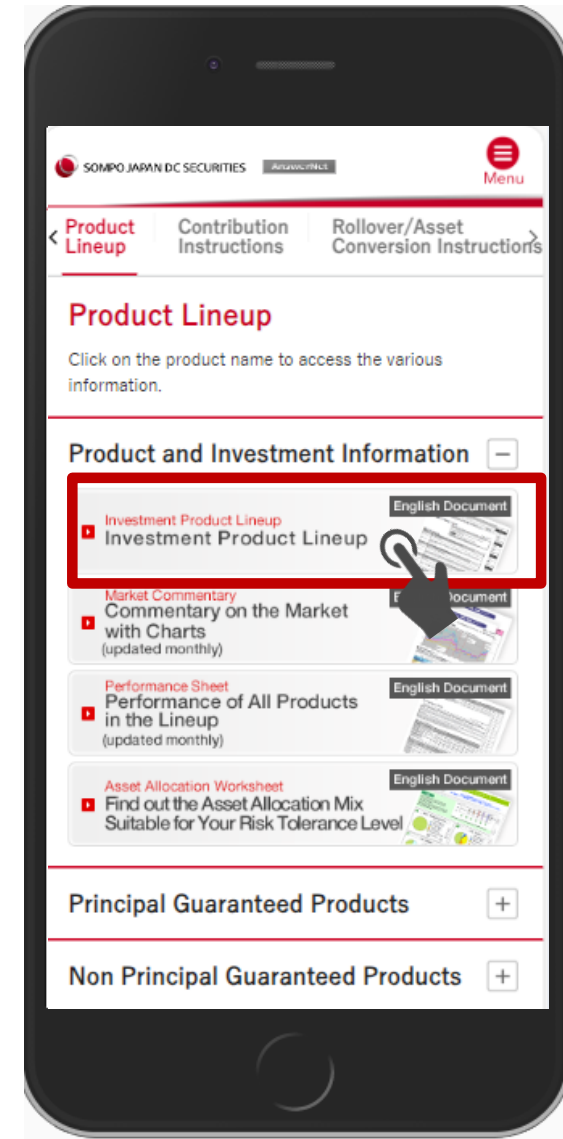 SOMPO JAPAN DC SECURITIES AnswerNet
Menu
Product Lineup
Contribution Instructions
Rollover/Asset Conversion Instructions
Product Lineup
Click on the product name to access the various
information.
Product and Investment Information
English Document
Investment Product Lineup
Investment Product Lineup
Market Commentary
Commentary on the Market
with Charts
(updated monthly)
Document
Performance Sheet
English Document
Performance of All Products
in the Lineup
(updated monthly)
Asset Allocation Worksheet
English Document
Find out the Asset Allocation Mix
Suitable for Your Risk Tolerance Level
Principal Guaranteed Products
Non Principal Guaranteed Products